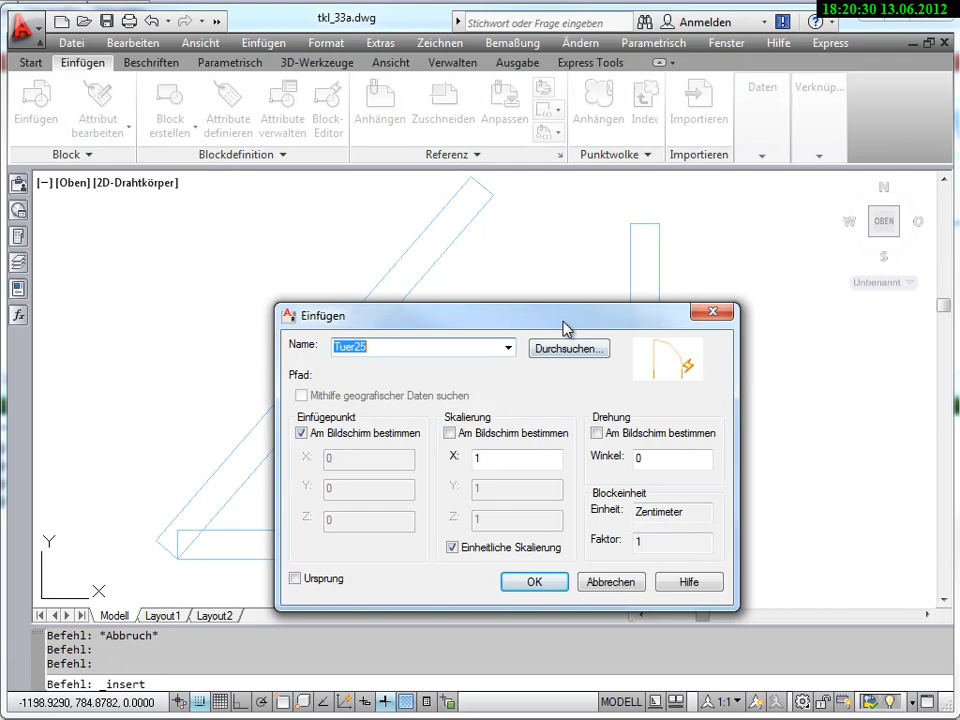 18:20:30 13.06.2012
tkl_33a.dwg
Stichwort oder Frage eingeben
Anmelden
Datei Bearbeiten Ansicht Einfügen Format Extras Zeichnen Bemaßung Ändern Parametrisch Fenster Hilfe Express
Start Einfügen Beschriften Parametrisch 3D-Werkzeuge Ansicht Verwalten Ausgabe Express Tools
Einfügen
Attribut bearbeiten
Block erstellen
Attribute definieren
Attribute verwalten
Block-Editor
Anhängen
Zuschneiden
Anpassen
Anhängen
Index
Importieren
Daten
Verknüp...
Block
Blockdefinition
Referenz
Punktwolke
Importieren
[−] [Oben] [2D-Drahtkörper]
N
W OBEN O
S
Unbenannt
Einfügen
Name: Tuer25 Durchsuchen...
Pfad:
Mithilfe geografischer Daten suchen
Einfügepunkt Skalierung Drehung
Am Bildschirm bestimmen Am Bildschirm bestimmen Am Bildschirm bestimmen
X: 0 X: 1 Winkel: 0
Y: 0 Y: 1
Blockeinheit
Einheit: Zentimeter
Z: 0 Z: 1
Faktor: 1
Einheitliche Skalierung
Ursprung OK Abbrechen Hilfe
Y
X
Modell Layout1 Layout2
Befehl: *Abbruch*
Befehl:
Befehl:
Befehl: _insert
-1198.9290, 784.8782, 0.0000 MODELL 1:1